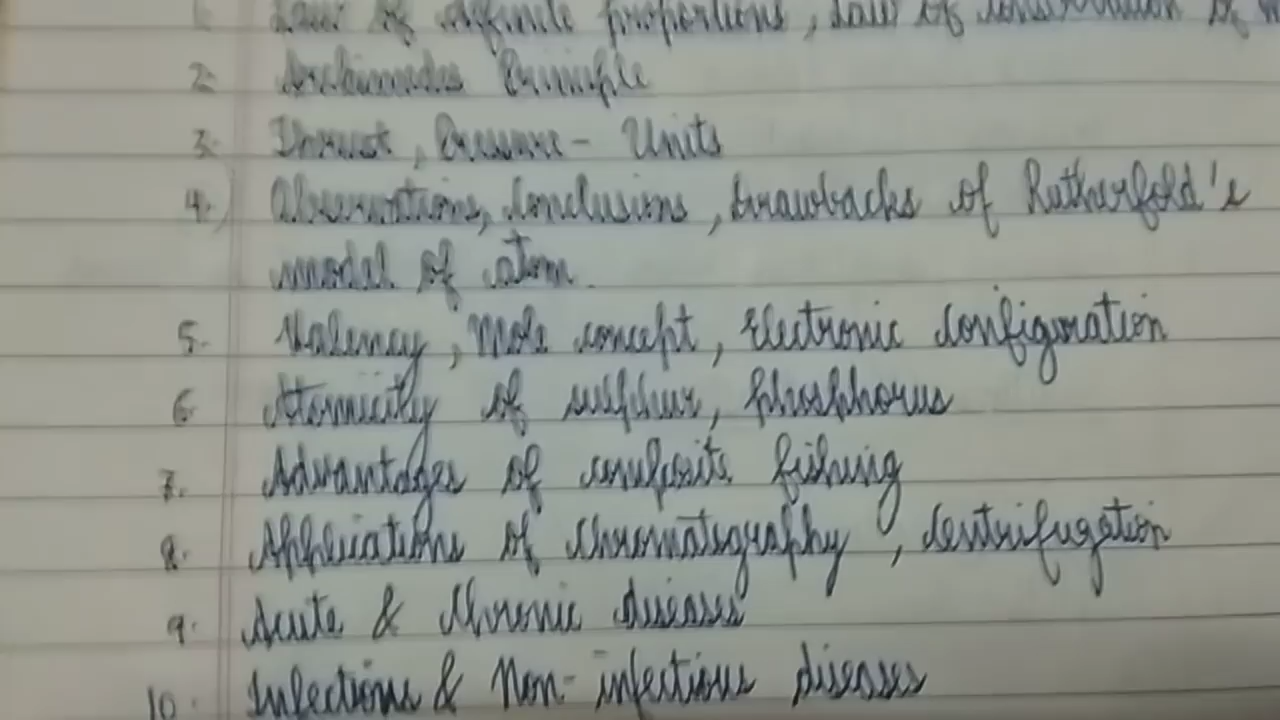 1. Law of definite proportions, Law of conservation of
2. Archimedes Principle
3. Thrust, Pressure - Units
4.) Observations, Conclusions, drawbacks of Rutherfold's
model of atom.
5. Valency, Mole concept, Electronic configuration
6. Atomicity of sulphur, phosphorus
7. Advantages of composite fishing
8. Applications of chromatography, centrifugation
9. Acute & Chronic diseases
10. Infectious & Non-infectious diseases